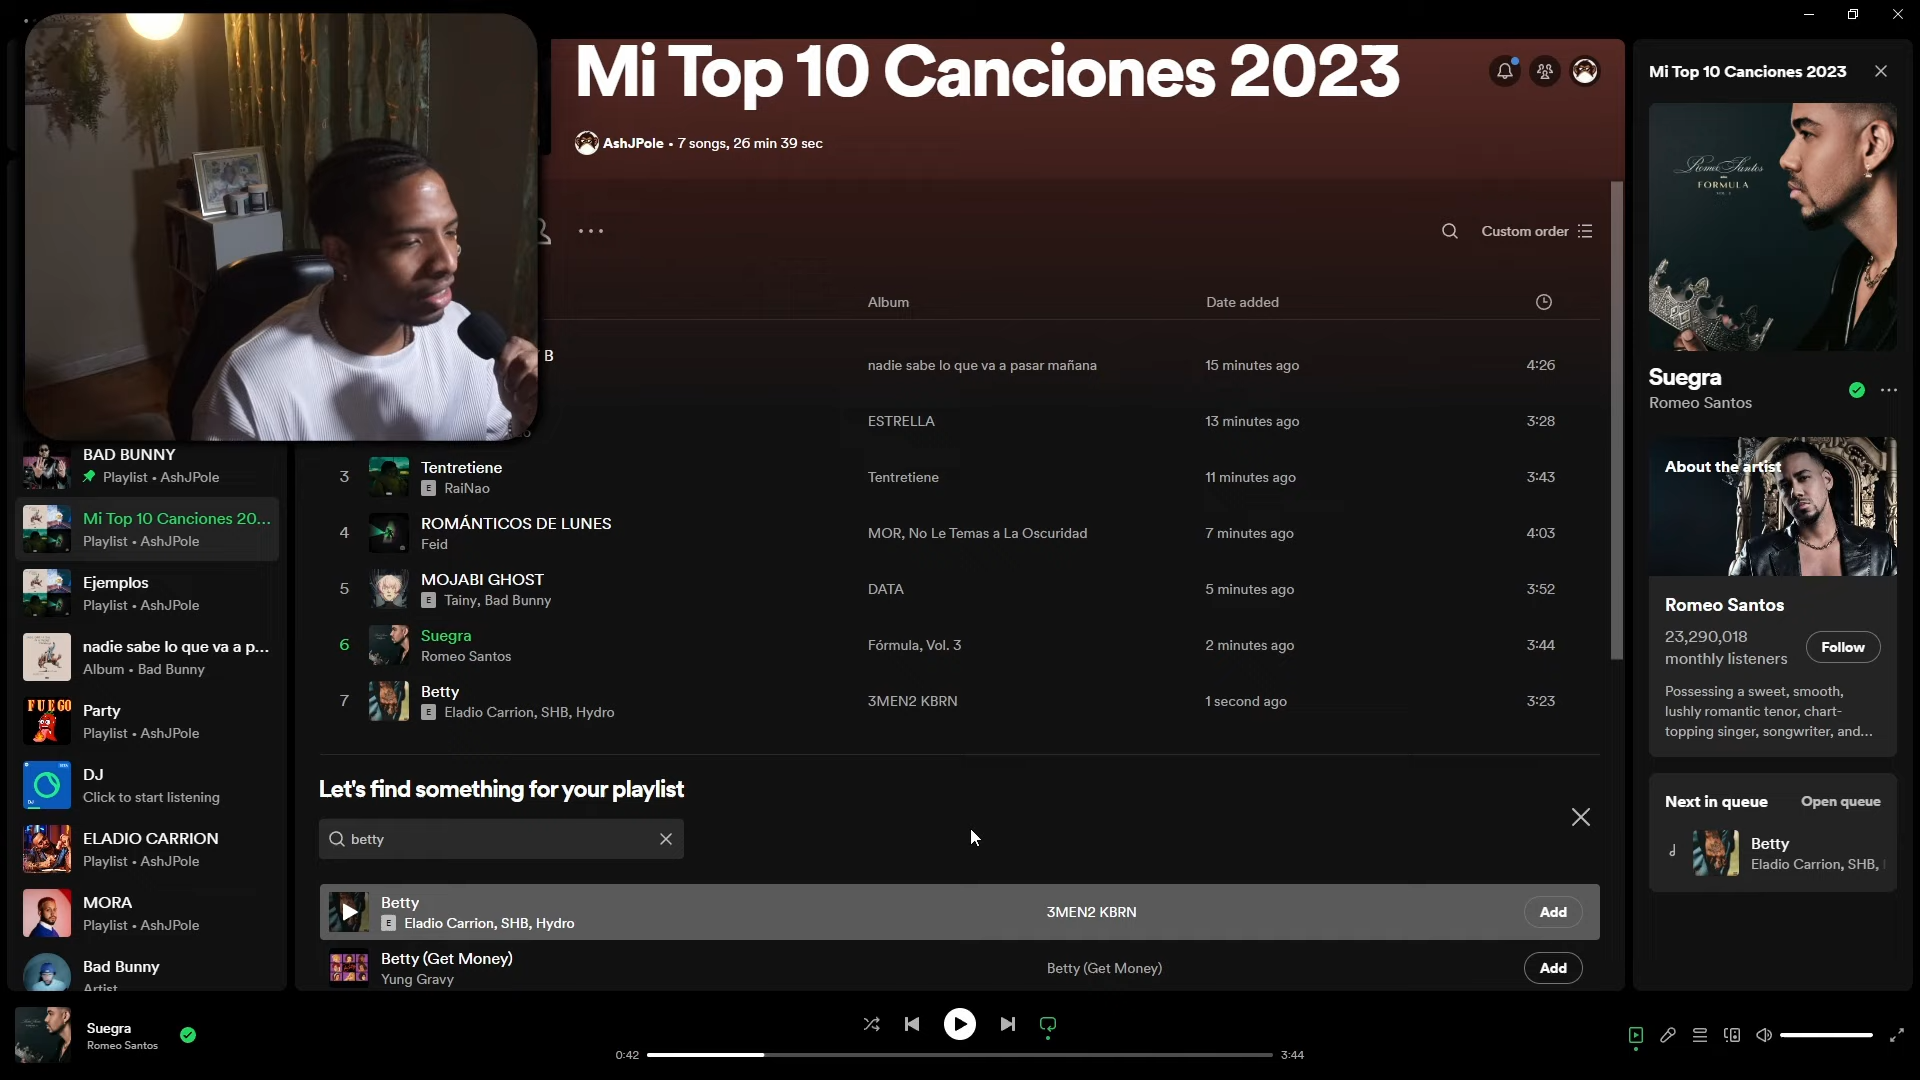 Mi Top 10 Canciones 2023
AshJPole • 7 songs, 26 min 39 sec
Custom order
Album
Date added
B
nadie sabe lo que va a pasar mañana
15 minutes ago
4:26
ESTRELLA
13 minutes ago
3:28
3
Tentretiene
E RaiNao
Tentretiene
11 minutes ago
3:43
4
ROMÁNTICOS DE LUNES
Feid
MOR, No Le Temas a La Oscuridad
7 minutes ago
4:03
5
MOJABI GHOST
E Tainy, Bad Bunny
DATA
5 minutes ago
3:52
6
Suegra
Romeo Santos
Fórmula, Vol. 3
2 minutes ago
3:44
7
Betty
E Eladio Carrion, SHB, Hydro
3MEN2 KBRN
1 second ago
3:23
Let's find something for your playlist
betty
Betty
E Eladio Carrion, SHB, Hydro
3MEN2 KBRN
Add
Betty (Get Money)
Yung Gravy
Betty (Get Money)
Add
BAD BUNNY
Playlist • AshJPole
Mi Top 10 Canciones 20...
Playlist • AshJPole
Ejemplos
Playlist • AshJPole
nadie sabe lo que va a p...
Album • Bad Bunny
FUEGO
Party
Playlist • AshJPole
DJ
Click to start listening
ELADIO CARRION
Playlist • AshJPole
MORA
Playlist • AshJPole
Bad Bunny
Artist
Mi Top 10 Canciones 2023
Romeo Santos
FORMULA
Suegra
Romeo Santos
About the artist
Romeo Santos
23,290,018
monthly listeners
Follow
Possessing a sweet, smooth,
lushly romantic tenor, chart-
topping singer, songwriter, and...
Next in queue
Open queue
Betty
Eladio Carrion, SHB,
Suegra
Romeo Santos
0:42
3:44